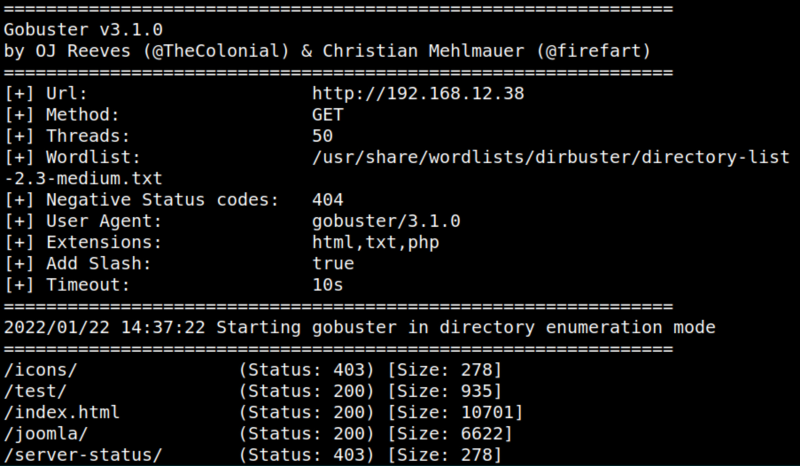 ===============================================================
Gobuster v3.1.0
by OJ Reeves (@TheColonial) & Christian Mehlmauer (@firefart)
===============================================================
[+] Url:                     http://192.168.12.38
[+] Method:                  GET
[+] Threads:                 50
[+] Wordlist:                /usr/share/wordlists/dirbuster/directory-list
-2.3-medium.txt
[+] Negative Status codes:   404
[+] User Agent:              gobuster/3.1.0
[+] Extensions:              html,txt,php
[+] Add Slash:               true
[+] Timeout:                 10s
===============================================================
2022/01/22 14:37:22 Starting gobuster in directory enumeration mode
===============================================================
/icons/               (Status: 403) [Size: 278]
/test/                (Status: 200) [Size: 935]
/index.html           (Status: 200) [Size: 10701]
/joomla/              (Status: 200) [Size: 6622]
/server-status/       (Status: 403) [Size: 278]